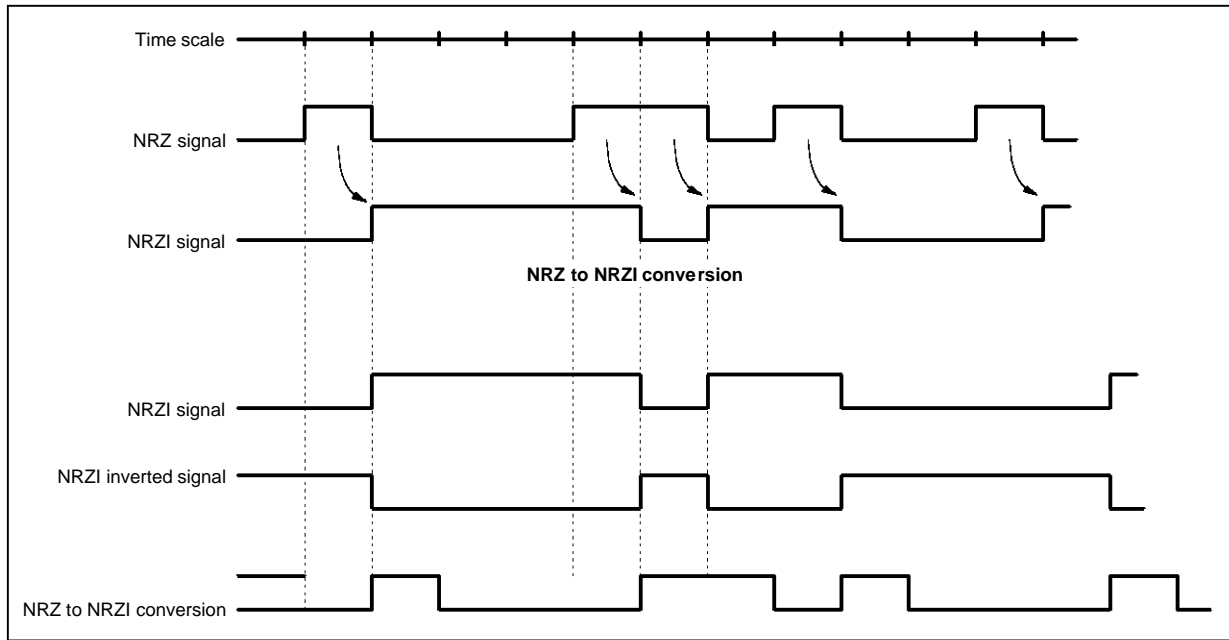 Time scale
NRZ signal
NRZI signal
NRZ to NRZI conversion
NRZI signal
NRZI inverted signal
NRZ to NRZI conversion